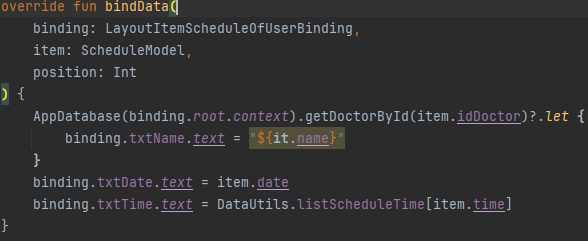 override fun bindData(
    binding: LayoutItemScheduleOfUserBinding,
    item: ScheduleModel,
    position: Int
) {
    AppDatabase(binding.root.context).getDoctorById(item.idDoctor)?.let {
        binding.txtName.text = "${it.name}"
    }
    binding.txtDate.text = item.date
    binding.txtTime.text = DataUtils.listScheduleTime[item.time]
}